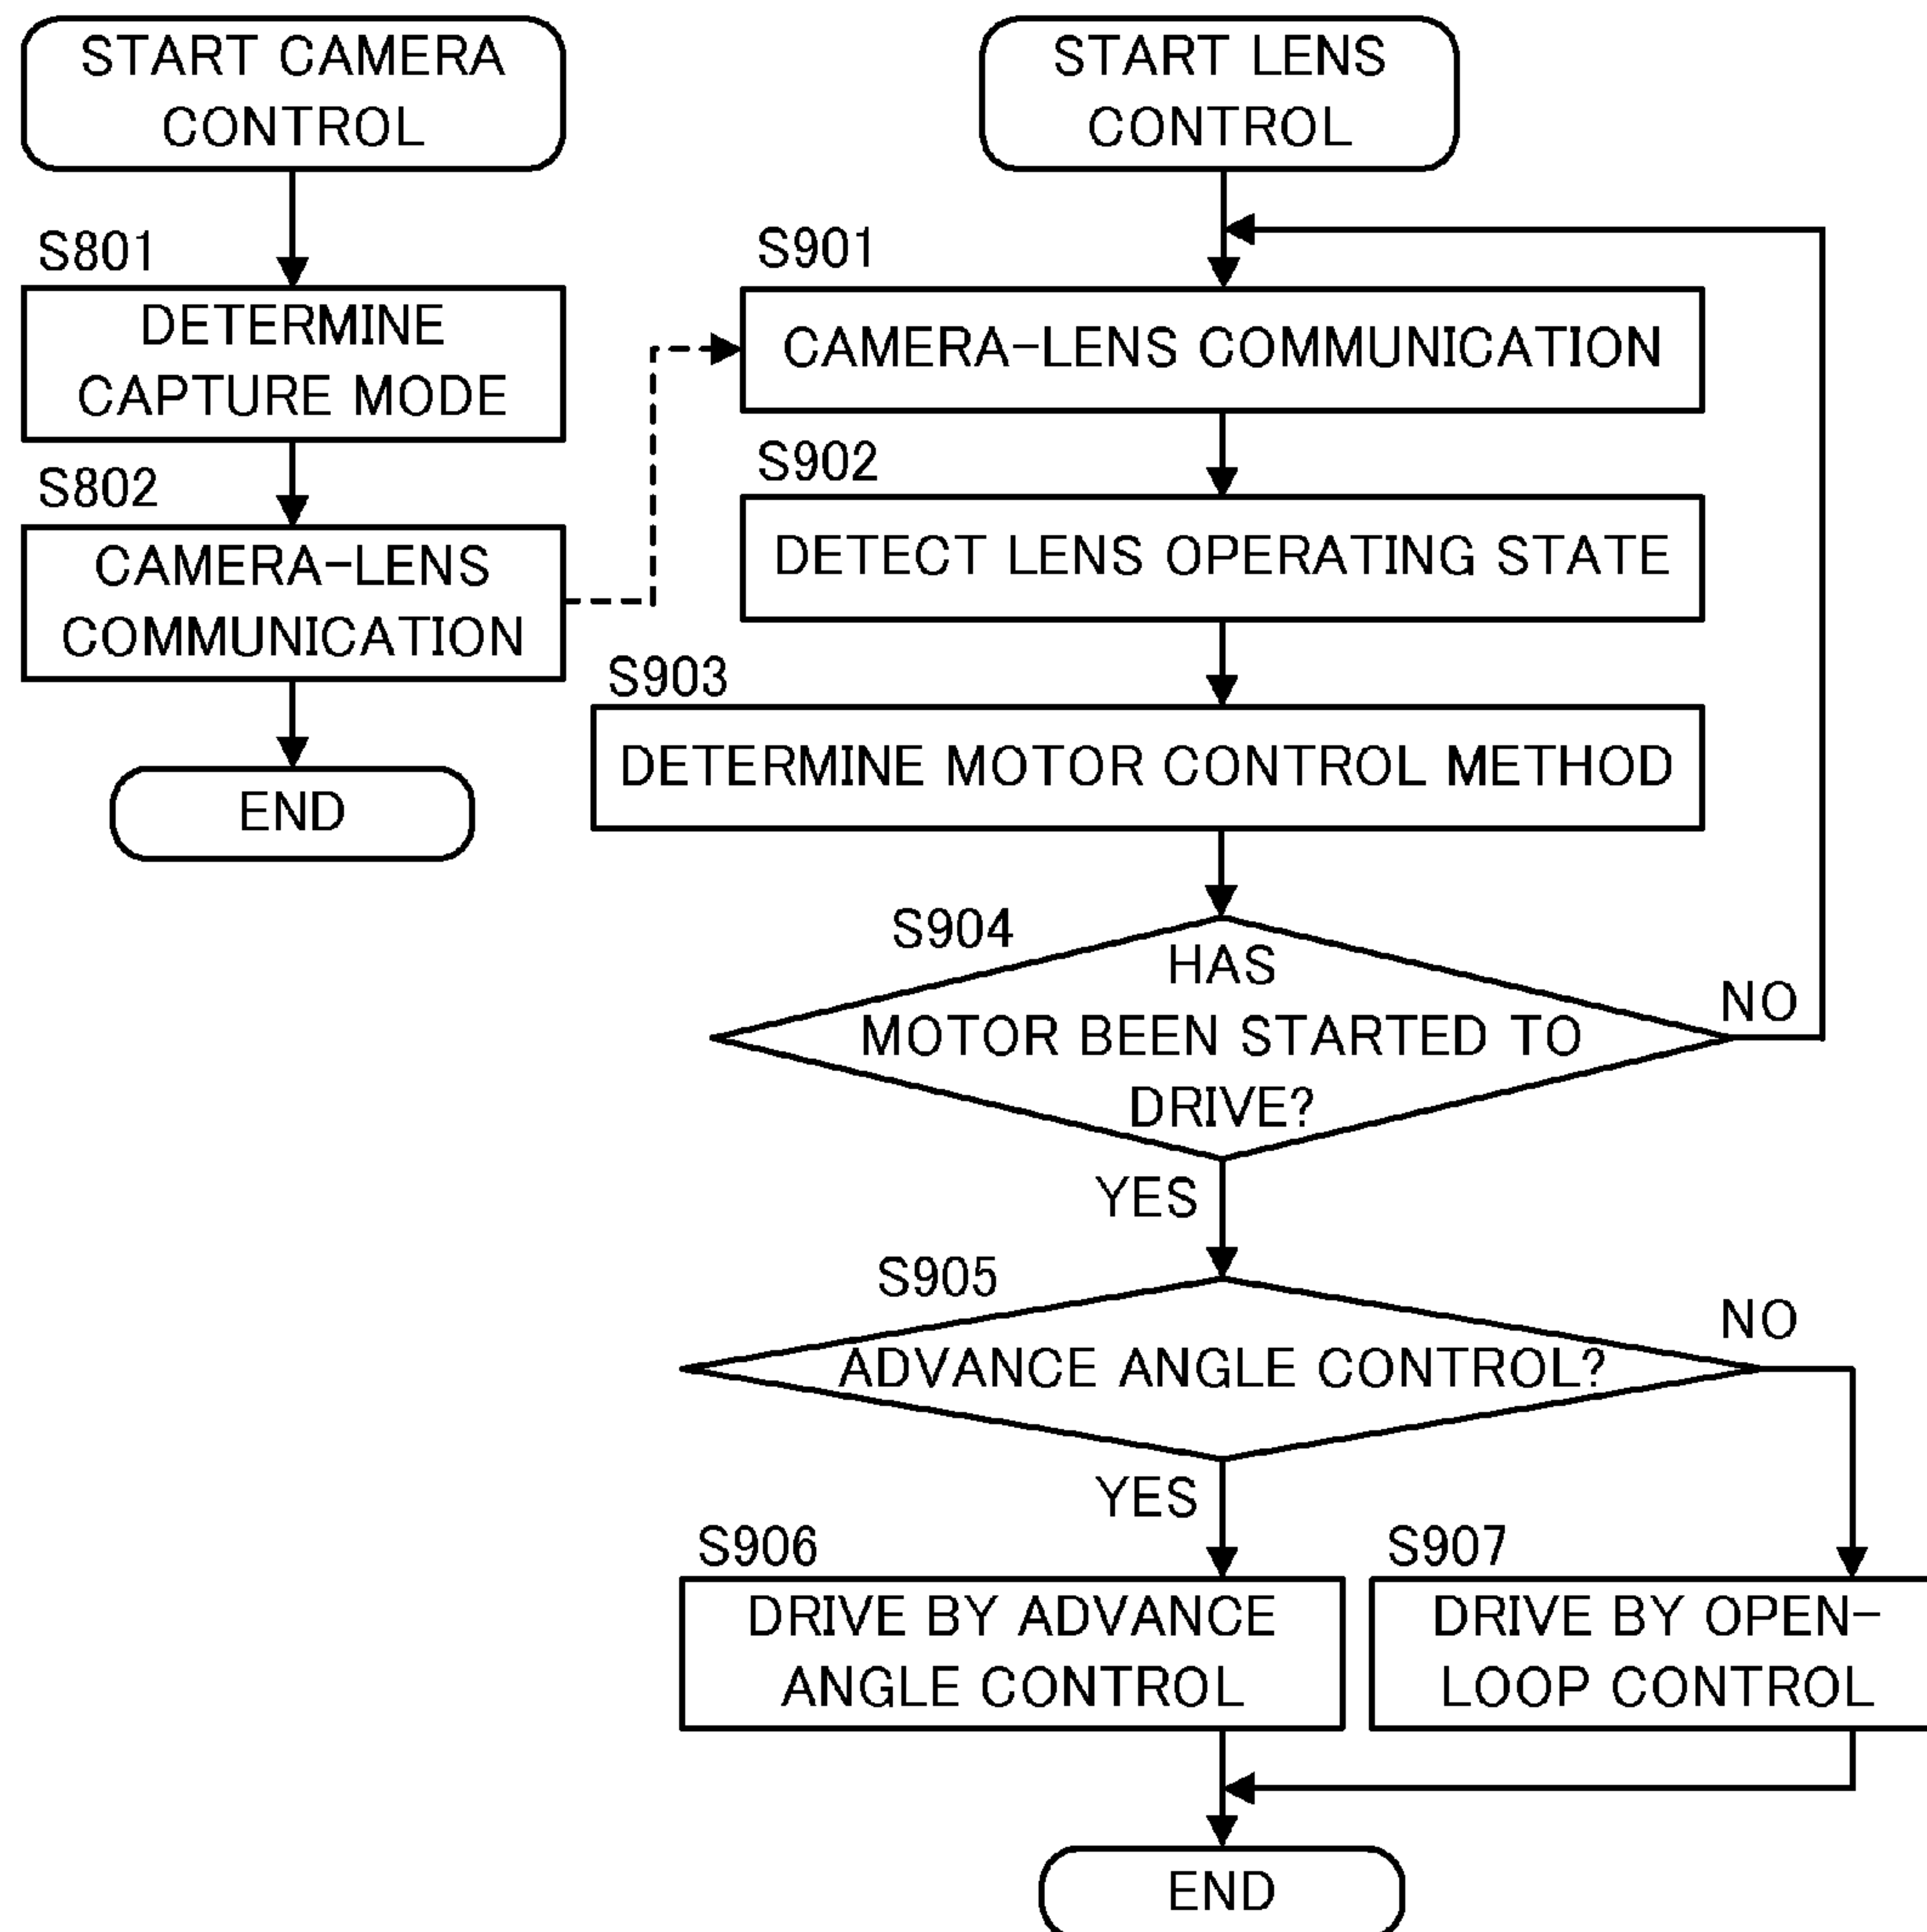 START CAMERA
CONTROL
S801
DETERMINE
CAPTURE MODE
S802
CAMERA-LENS
COMMUNICATION
END
START LENS
CONTROL
S901
CAMERA-LENS COMMUNICATION
S902
DETECT LENS OPERATING STATE
S903
DETERMINE MOTOR CONTROL METHOD
S904
HAS
MOTOR BEEN STARTED TO
DRIVE?
NO
YES
S905
ADVANCE ANGLE CONTROL?
NO
YES
S906
DRIVE BY ADVANCE
ANGLE CONTROL
S907
DRIVE BY OPEN-
LOOP CONTROL
END